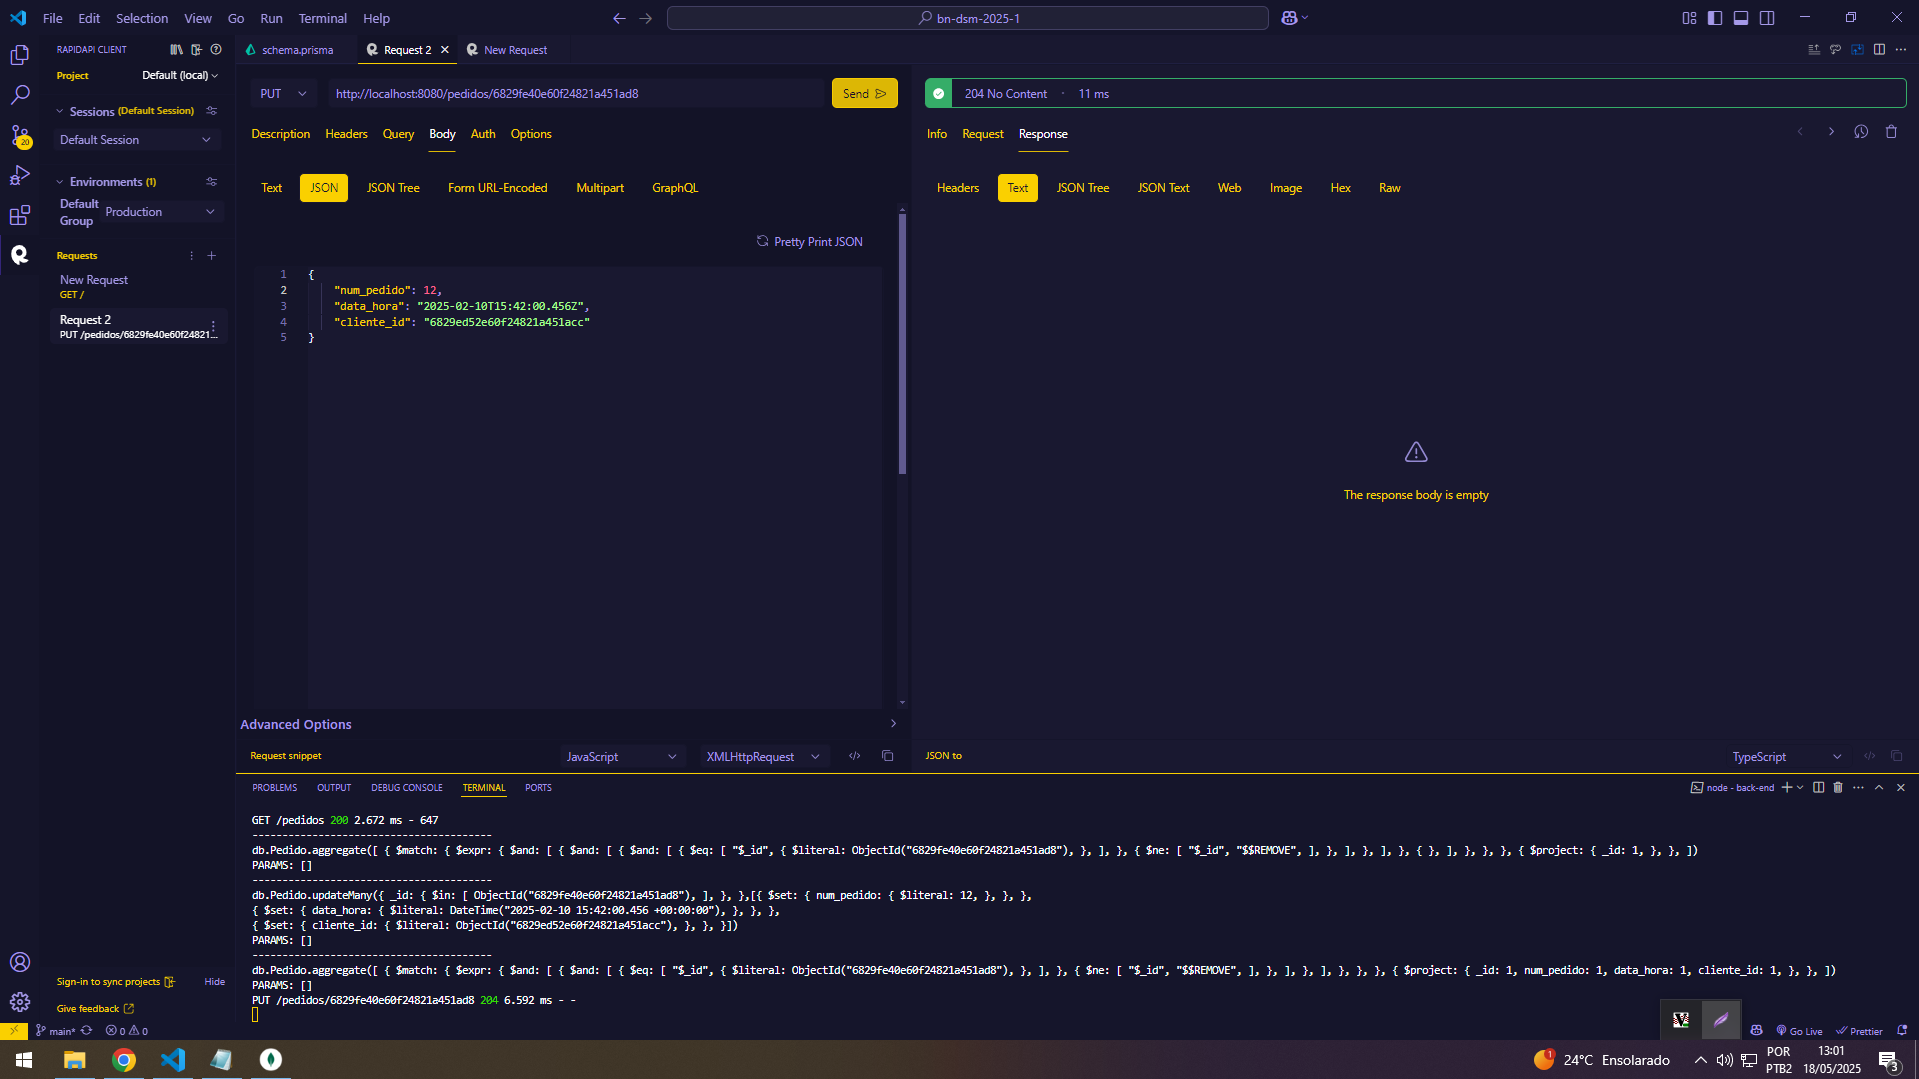 File Edit Selection View Go Run Terminal Help
bn-dsm-2025-1
RAPIDAPI CLIENT
Project Default (local)
Sessions (Default Session)
Default Session
Environments (1)
Default Group Production
Requests
New Request
GET /
Request 2
PUT /pedidos/6829fe40e60f24821...
Sign-in to sync projects Hide
Give feedback
schema.prisma Request 2 New Request
PUT http://localhost:8080/pedidos/6829fe40e60f24821a451ad8 Send
Description Headers Query Body Auth Options
Text JSON JSON Tree Form URL-Encoded Multipart GraphQL
Pretty Print JSON
1 {
2 "num_pedido": 12,
3 "data_hora": "2025-02-10T15:42:00.456Z",
4 "cliente_id": "6829ed52e60f24821a451acc"
5 }
Advanced Options
Request snippet JavaScript XMLHttpRequest
204 No Content · 11 ms
Info Request Response
Headers Text JSON Tree JSON Text Web Image Hex Raw
The response body is empty
JSON to TypeScript
PROBLEMS OUTPUT DEBUG CONSOLE TERMINAL PORTS
node - back-end
GET /pedidos 200 2.672 ms - 647
----------------------------------------
db.Pedido.aggregate([ { $match: { $expr: { $and: [ { $and: [ { $and: [ { $eq: [ "$_id", { $literal: ObjectId("6829fe40e60f24821a451ad8"), }, ], }, { $ne: [ "$_id", "$$REMOVE", ], }, ], }, ], }, { }, ], }, }, }, { $project: { _id: 1, }, }, ])
PARAMS: []
----------------------------------------
db.Pedido.updateMany({ _id: { $in: [ ObjectId("6829fe40e60f24821a451ad8"), ], }, },[{ $set: { num_pedido: { $literal: 12, }, }, },
{ $set: { data_hora: { $literal: DateTime("2025-02-10 15:42:00.456 +00:00:00"), }, }, },
{ $set: { cliente_id: { $literal: ObjectId("6829ed52e60f24821a451acc"), }, }, }])
PARAMS: []
----------------------------------------
db.Pedido.aggregate([ { $match: { $expr: { $and: [ { $and: [ { $eq: [ "$_id", { $literal: ObjectId("6829fe40e60f24821a451ad8"), }, ], }, { $ne: [ "$_id", "$$REMOVE", ], }, ], }, ], }, }, }, { $project: { _id: 1, num_pedido: 1, data_hora: 1, cliente_id: 1, }, }, ])
PARAMS: []
PUT /pedidos/6829fe40e60f24821a451ad8 204 6.592 ms - -
main* 0 0
Go Live Prettier
20
1 24°C Ensolarado
POR
PTB2
13:01
18/05/2025
3